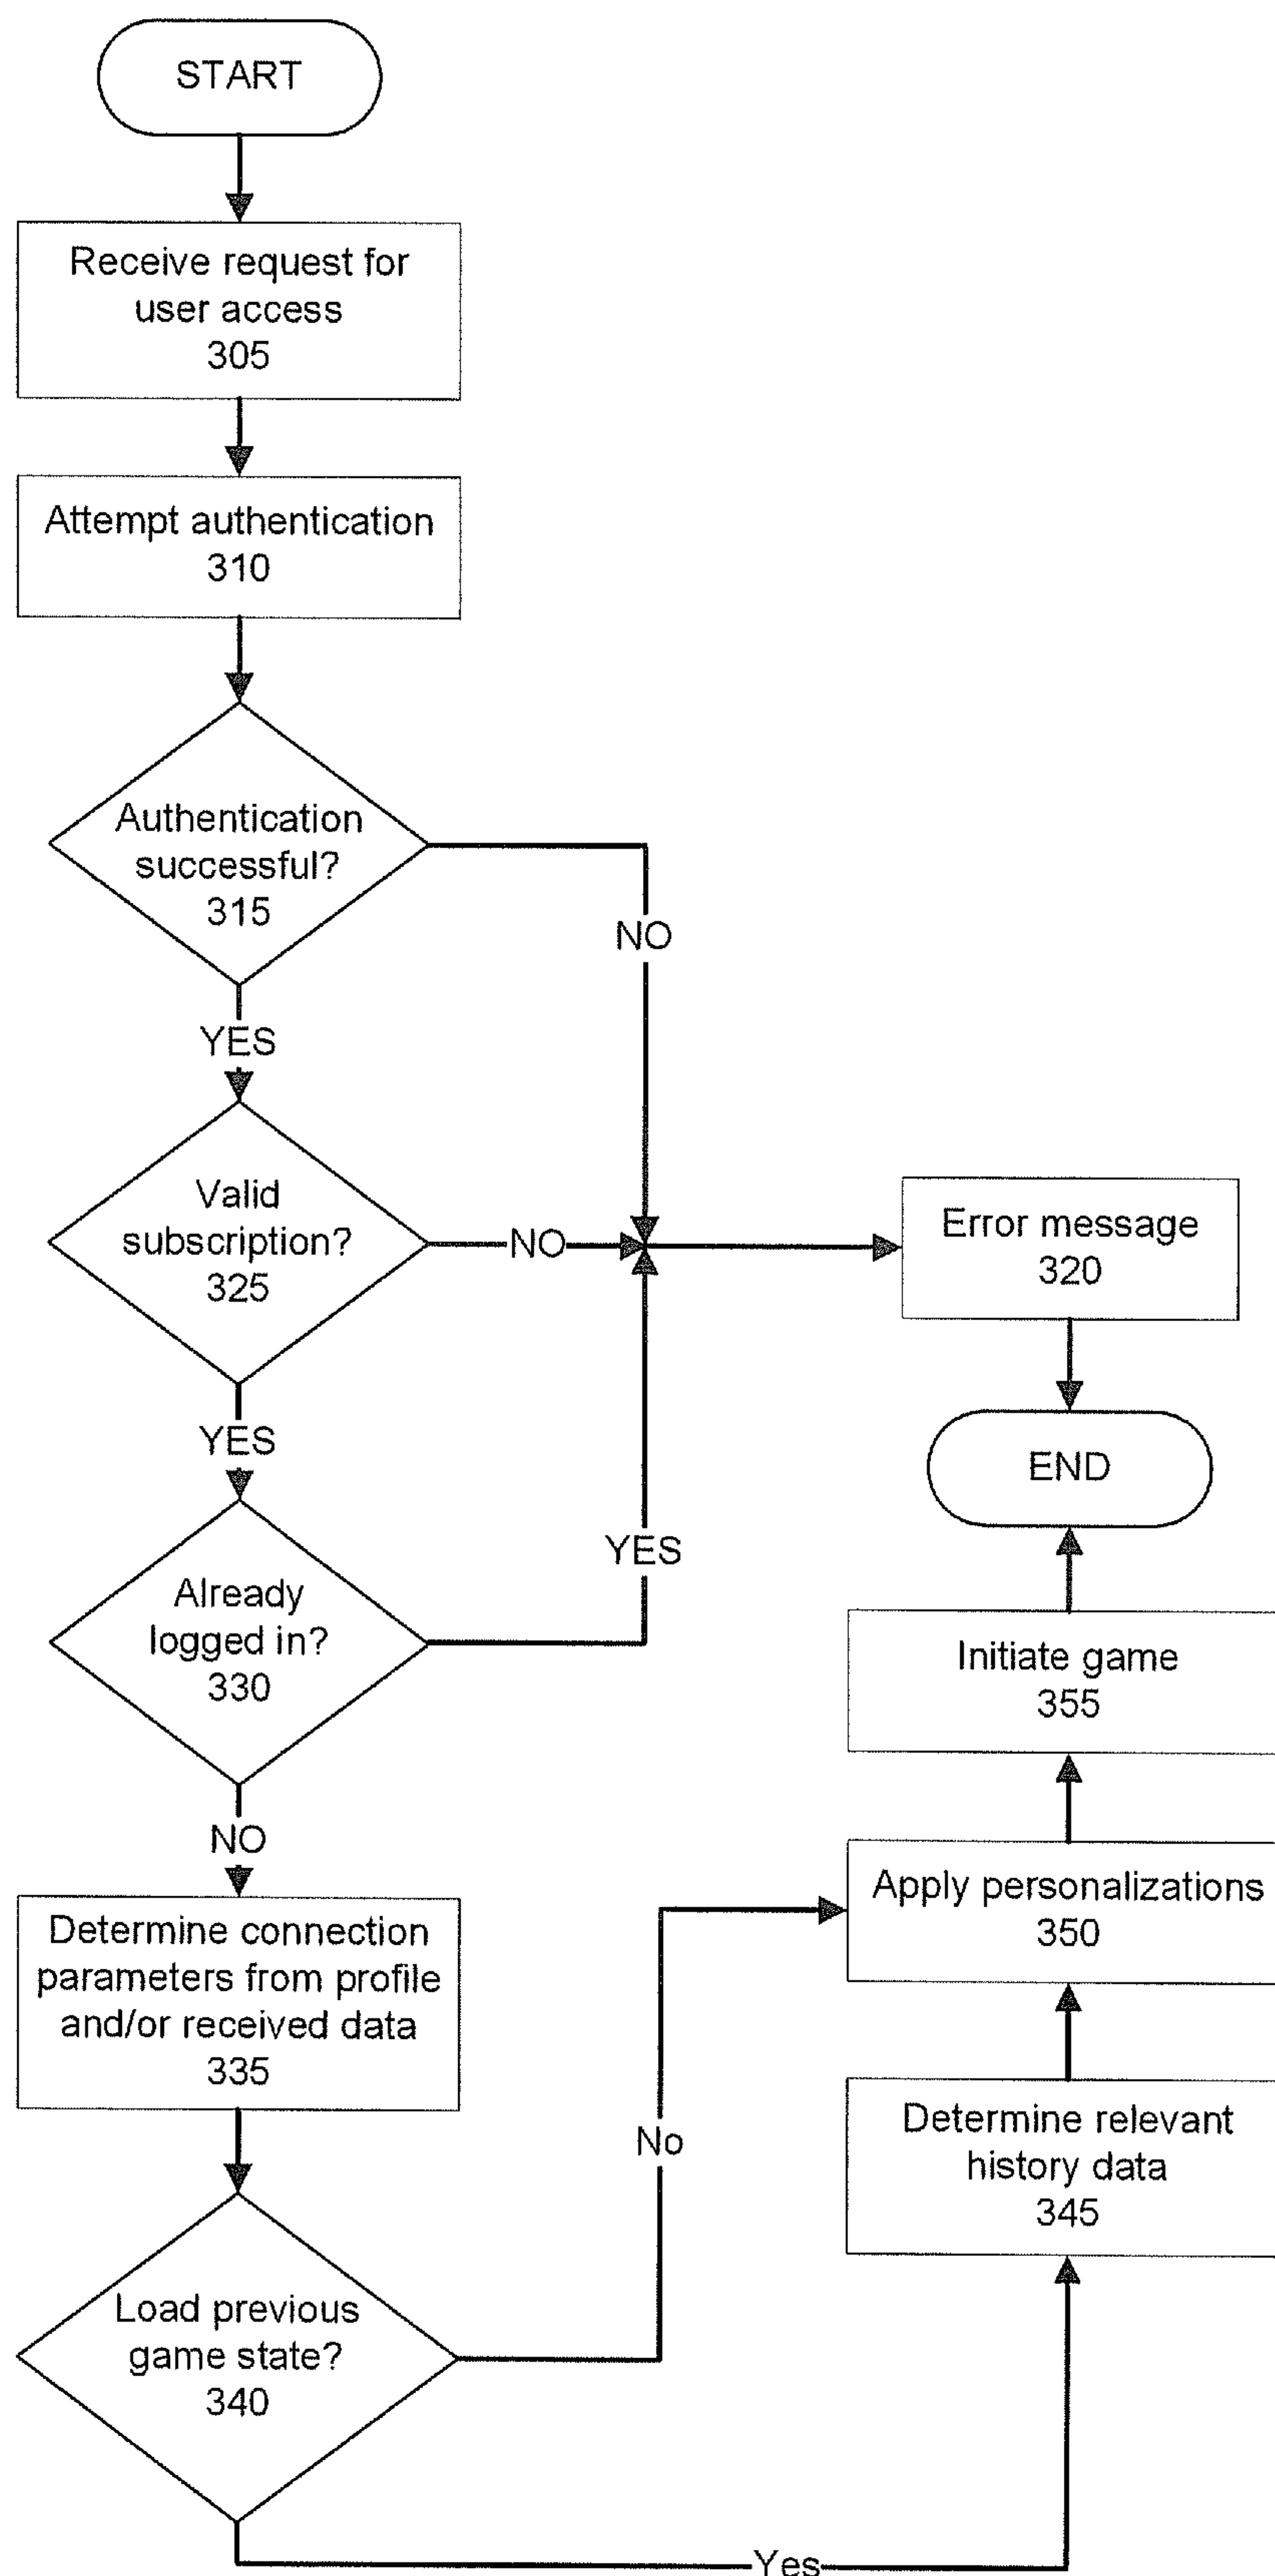 START
Receive request for
user access
305
Attempt authentication
310
Authentication
successful?
315
NO
YES
Valid
subscription?
325
NO
Error message
320
YES
END
Already
logged in?
330
YES
Initiate game
355
NO
Apply personalizations
350
Determine connection
parameters from profile
and/or received data
335
No
Determine relevant
history data
345
Load previous
game state?
340
Yes